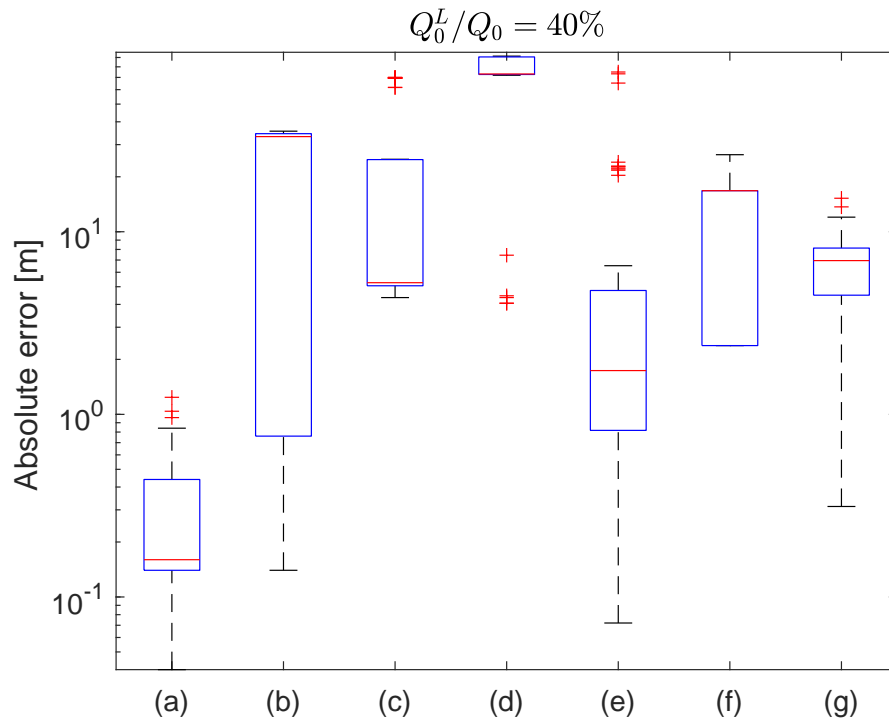 $Q_0^L/Q_0 = 40\%$
Absolute error [m]
10^1
10^0
10^-1
(a) (b) (c) (d) (e) (f) (g)